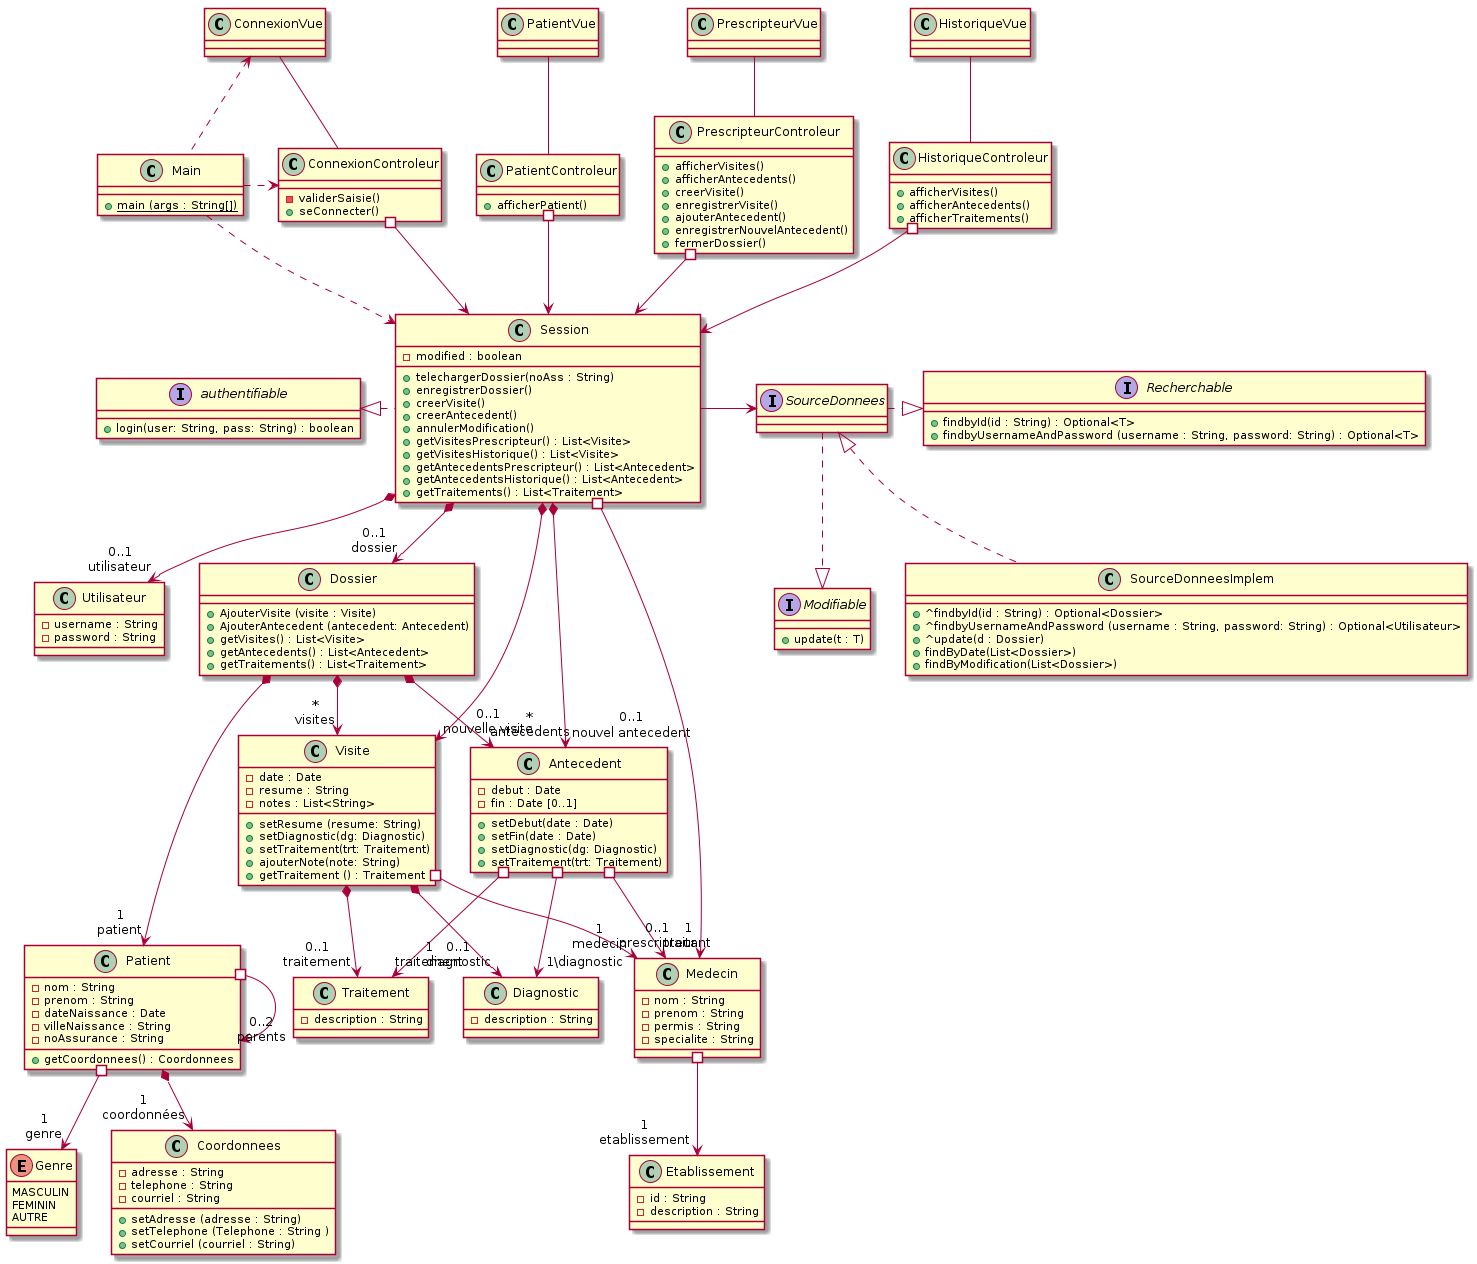 C ConnexionVue
C PatientVue
C PrescripteurVue
C HistoriqueVue
C Main
main (args : String[])
C ConnexionControleur
validerSaisie()
seConnecter()
C PatientControleur
afficherPatient()
C PrescripteurControleur
afficherVisites()
afficherAntecedents()
creerVisite()
enregistrerVisite()
ajouterAntecedent()
enregistrerNouvelAntecedent()
fermerDossier()
C HistoriqueControleur
afficherVisites()
afficherAntecedents()
afficherTraitements()
C Session
modified : boolean
telechargerDossier(noAss : String)
enregistrerDossier()
creerVisite()
creerAntecedent()
annulerModification()
getVisitesPrescripteur() : List<Visite>
getVisitesHistorique() : List<Visite>
getAntecedentsPrescripteur() : List<Antecedent>
getAntecedentsHistorique() : List<Antecedent>
getTraitements() : List<Traitement>
I authentifiable
login(user: String, pass: String) : boolean
I SourceDonnees
I Recherchable
findbyId(id : String) : Optional<T>
findbyUsernameAndPassword (username : String, password: String) : Optional<T>
0..1
utilisateur
0..1
dossier
C Utilisateur
username : String
password : String
C Dossier
AjouterVisite (visite : Visite)
AjouterAntecedent (antecedent: Antecedent)
getVisites() : List<Visite>
getAntecedents() : List<Antecedent>
getTraitements() : List<Traitement>
I Modifiable
update(t : T)
C SourceDonneesImplem
^findbyId(id : String) : Optional<Dossier>
^findbyUsernameAndPassword (username : String, password: String) : Optional<Utilisateur>
^update(d : Dossier)
findByDate(List<Dossier>)
findByModification(List<Dossier>)
*
visites
0..1
nouvelle visite
*
antecedents
0..1
nouvel antecedent
C Visite
date : Date
resume : String
notes : List<String>
setResume (resume: String)
setDiagnostic(dg: Diagnostic)
setTraitement(trt: Traitement)
ajouterNote(note: String)
getTraitement () : Traitement
C Antecedent
debut : Date
fin : Date [0..1]
setDebut(date : Date)
setFin(date : Date)
setDiagnostic(dg: Diagnostic)
setTraitement(trt: Traitement)
1
patient
0..1
traitement
1
traitement
0..1
diagnostic
1\diagnostic
1
medecin
0..1
prescripteur
1
traitant
C Patient
nom : String
prenom : String
dateNaissance : Date
villeNaissance : String
noAssurance : String
getCoordonnees() : Coordonnees
0..2
parents
C Traitement
description : String
C Diagnostic
description : String
C Medecin
nom : String
prenom : String
permis : String
specialite : String
1
genre
1
coordonnées
1
etablissement
E Genre
MASCULIN
FEMININ
AUTRE
C Coordonnees
adresse : String
telephone : String
courriel : String
setAdresse (adresse : String)
setTelephone (Telephone : String )
setCourriel (courriel : String)
C Etablissement
id : String
description : String